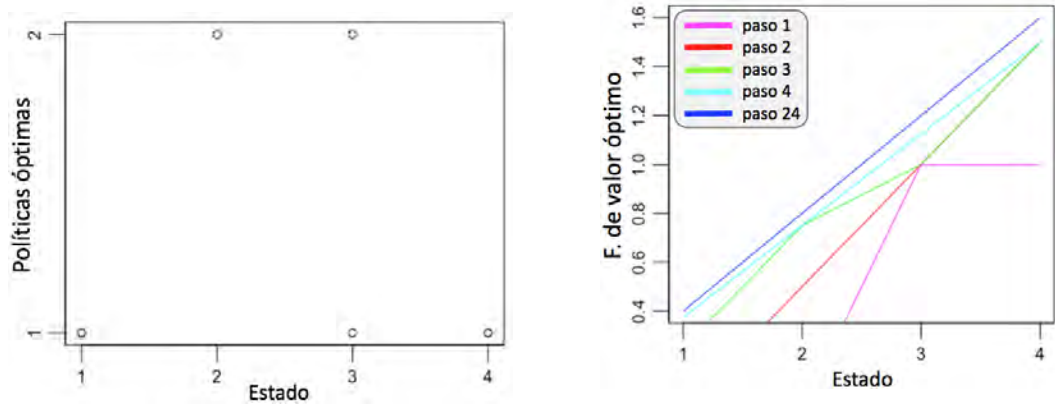 Políticas óptimas
2
1
1
2
3
4
Estado
F. de valor óptimo
1.6
1.4
1.2
1.0
0.8
0.6
0.4
paso 1
paso 2
paso 3
paso 4
paso 24
1
2
3
4
Estado